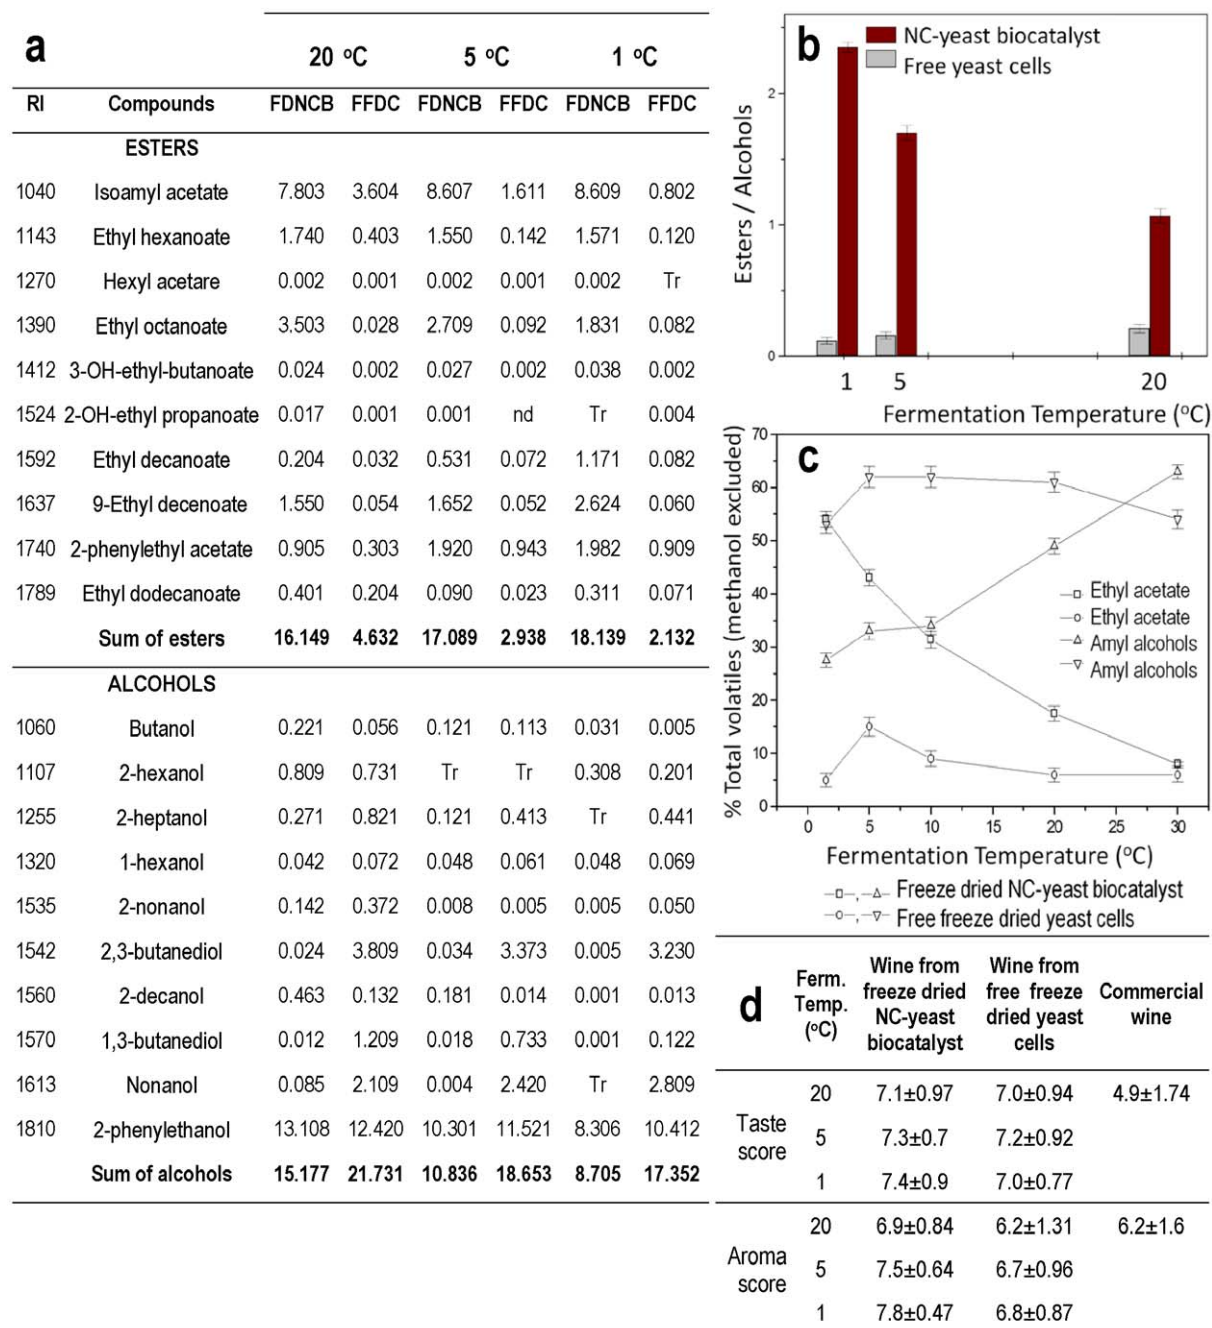 a
20 ºC 5 ºC 1 ºC
RI Compounds FDNCB FFDC FDNCB FFDC FDNCB FFDC
ESTERS
1040 Isoamyl acetate 7.803 3.604 8.607 1.611 8.609 0.802
1143 Ethyl hexanoate 1.740 0.403 1.550 0.142 1.571 0.120
1270 Hexyl acetare 0.002 0.001 0.002 0.001 0.002 Tr
1390 Ethyl octanoate 3.503 0.028 2.709 0.092 1.831 0.082
1412 3-OH-ethyl-butanoate 0.024 0.002 0.027 0.002 0.038 0.002
1524 2-OH-ethyl propanoate 0.017 0.001 0.001 nd Tr 0.004
1592 Ethyl decanoate 0.204 0.032 0.531 0.072 1.171 0.082
1637 9-Ethyl decenoate 1.550 0.054 1.652 0.052 2.624 0.060
1740 2-phenylethyl acetate 0.905 0.303 1.920 0.943 1.982 0.909
1789 Ethyl dodecanoate 0.401 0.204 0.090 0.023 0.311 0.071
Sum of esters 16.149 4.632 17.089 2.938 18.139 2.132
ALCOHOLS
1060 Butanol 0.221 0.056 0.121 0.113 0.031 0.005
1107 2-hexanol 0.809 0.731 Tr Tr 0.308 0.201
1255 2-heptanol 0.271 0.821 0.121 0.413 Tr 0.441
1320 1-hexanol 0.042 0.072 0.048 0.061 0.048 0.069
1535 2-nonanol 0.142 0.372 0.008 0.005 0.005 0.050
1542 2,3-butanediol 0.024 3.809 0.034 3.373 0.005 3.230
1560 2-decanol 0.463 0.132 0.181 0.014 0.001 0.013
1570 1,3-butanediol 0.012 1.209 0.018 0.733 0.001 0.122
1613 Nonanol 0.085 2.109 0.004 2.420 Tr 2.809
1810 2-phenylethanol 13.108 12.420 10.301 11.521 8.306 10.412
Sum of alcohols 15.177 21.731 10.836 18.653 8.705 17.352
b
NC-yeast biocatalyst
Free yeast cells
Esters / Alcohols
2
1
0
1 5 20
Fermentation Temperature (ºC)
c
% Total volatiles (methanol excluded)
70
60
50
40
30
20
10
0
Ethyl acetate
Ethyl acetate
Amyl alcohols
Amyl alcohols
0 5 10 15 20 25 30
Fermentation Temperature (ºC)
Freeze dried NC-yeast biocatalyst
Free freeze dried yeast cells
d
Ferm. Temp. (ºC)
Wine from freeze dried NC-yeast biocatalyst
Wine from free freeze dried yeast cells
Commercial wine
Taste score
20 7.1±0.97 7.0±0.94 4.9±1.74
5 7.3±0.7 7.2±0.92
1 7.4±0.9 7.0±0.77
Aroma score
20 6.9±0.84 6.2±1.31 6.2±1.6
5 7.5±0.64 6.7±0.96
1 7.8±0.47 6.8±0.87